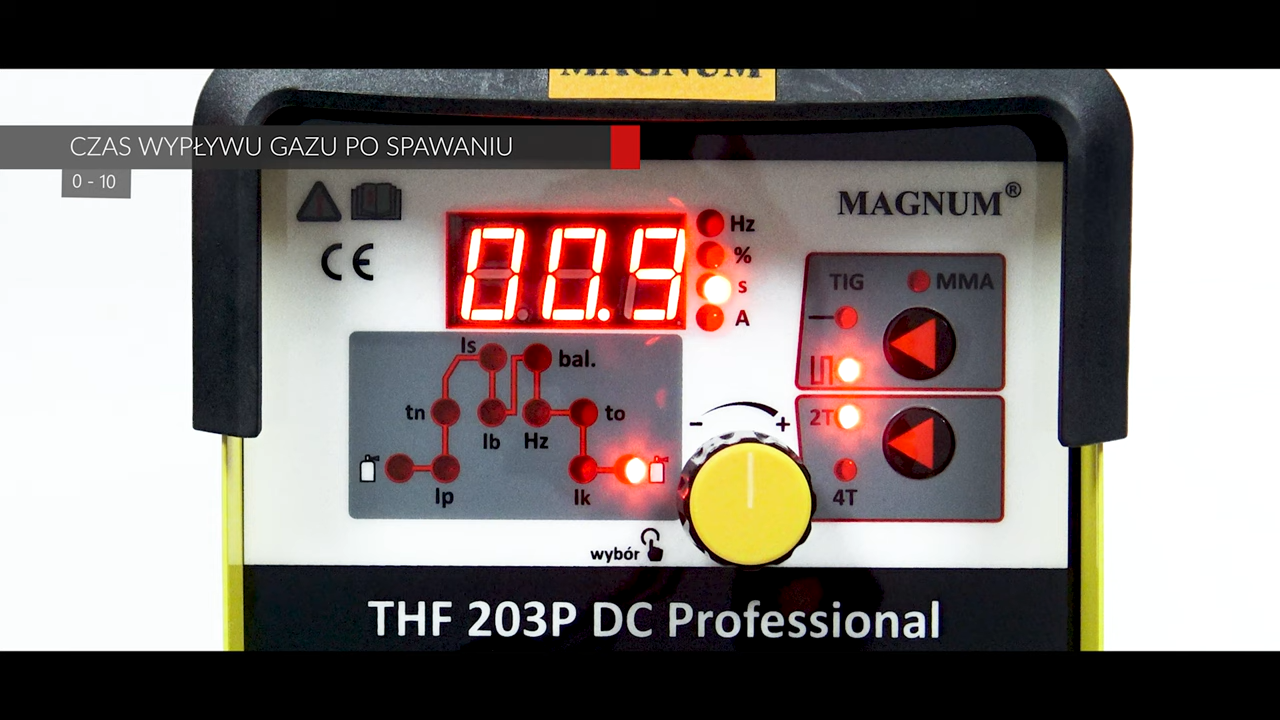 MAGNUM
CZAS WYPŁYWU GAZU PO SPAWANIU
0 - 10
MAGNUM®
CE
00.9
Hz
%
s
A
TIG
MMA
Is
bal.
tn
Ib
Hz
to
2T
Ip
Ik
4T
- +
wybór
THF 203P DC Professional